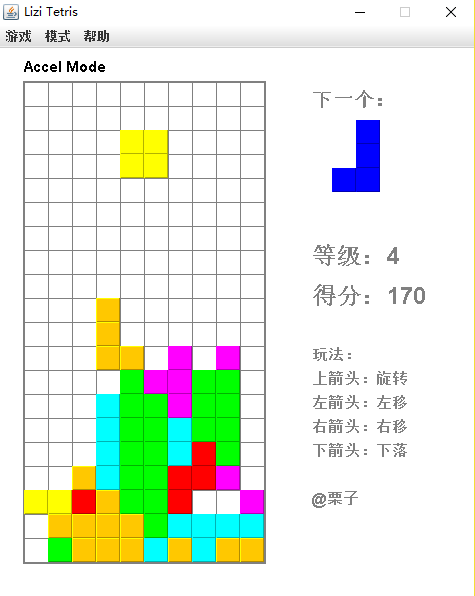 Lizi Tetris
游戏 模式 帮助
Accel Mode
下一个：
等级：4
得分：170
玩法：
上箭头：旋转
左箭头：左移
右箭头：右移
下箭头：下落
@栗子